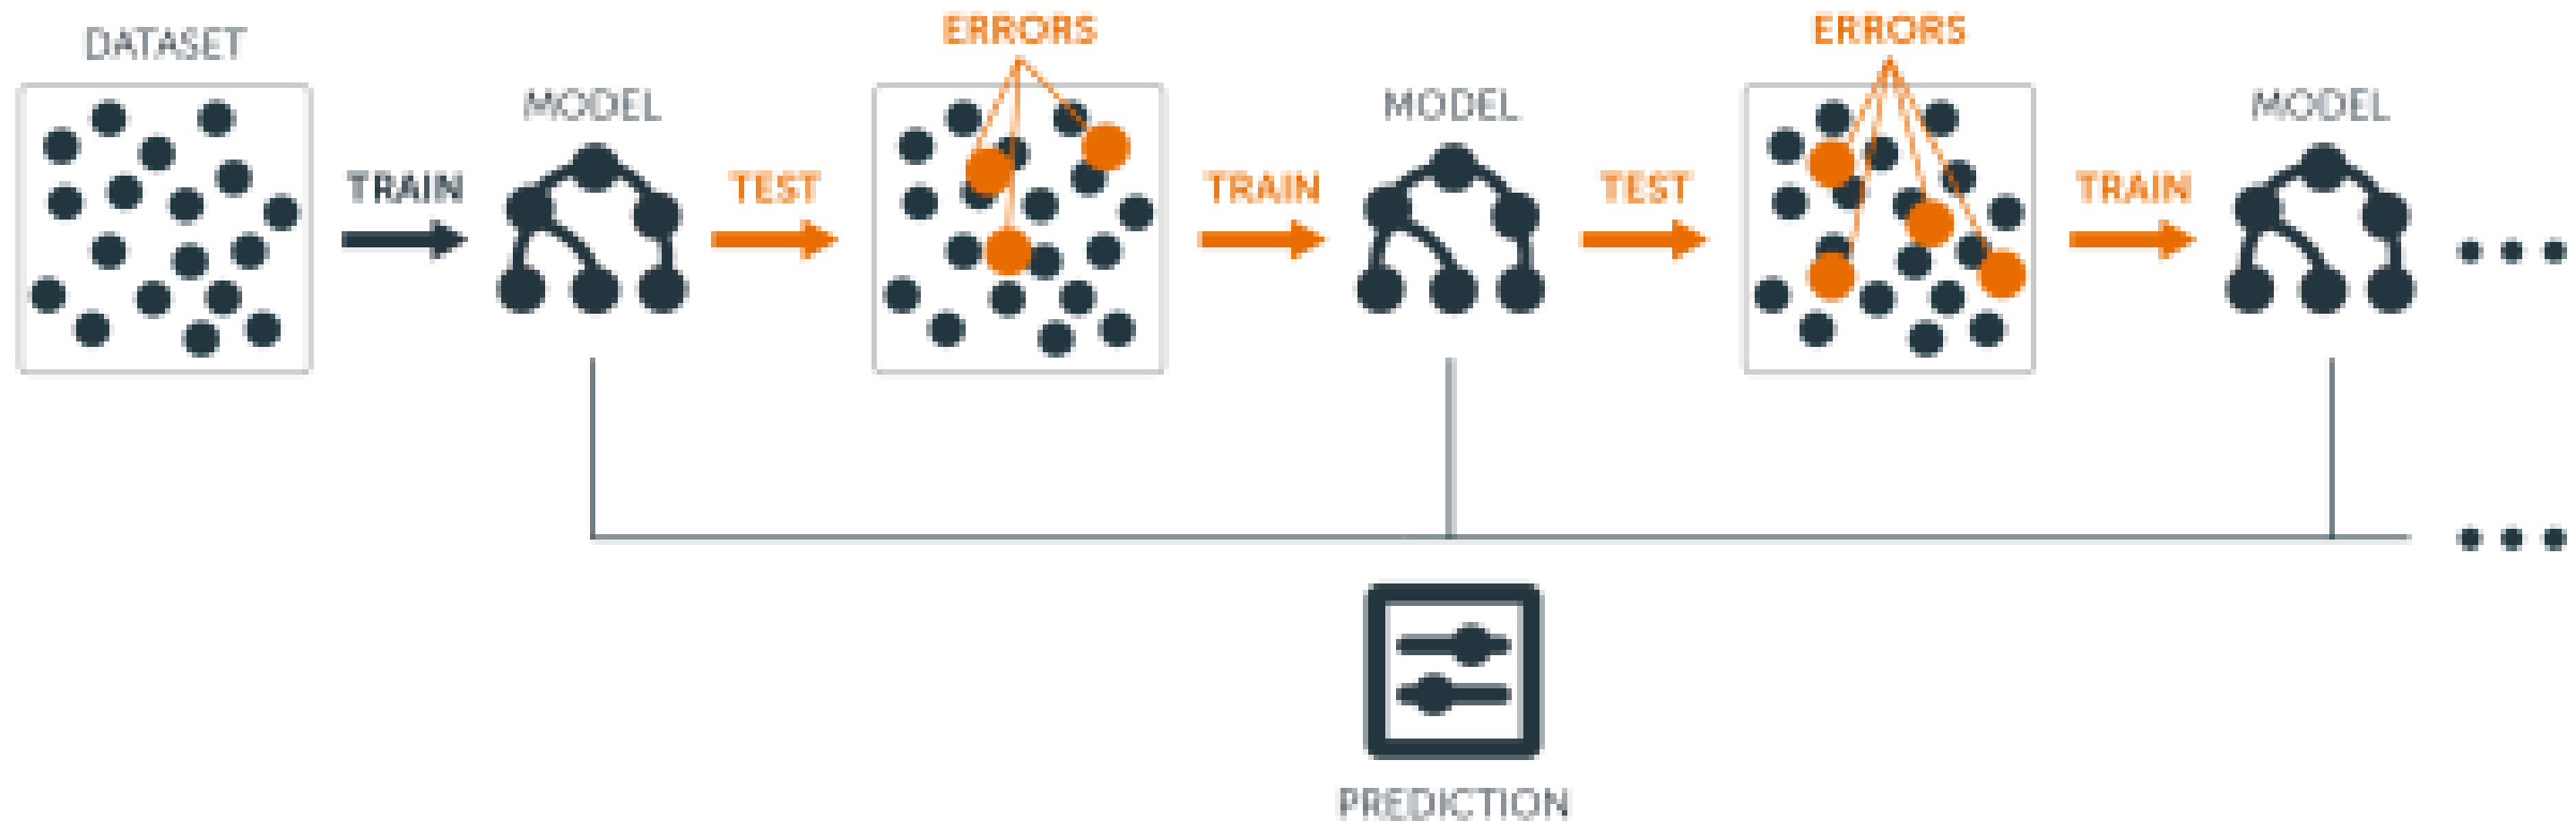 DATASET
ERRORS
ERRORS
MODEL
MODEL
MODEL
TRAIN
TEST
TRAIN
TEST
TRAIN
PREDICTION